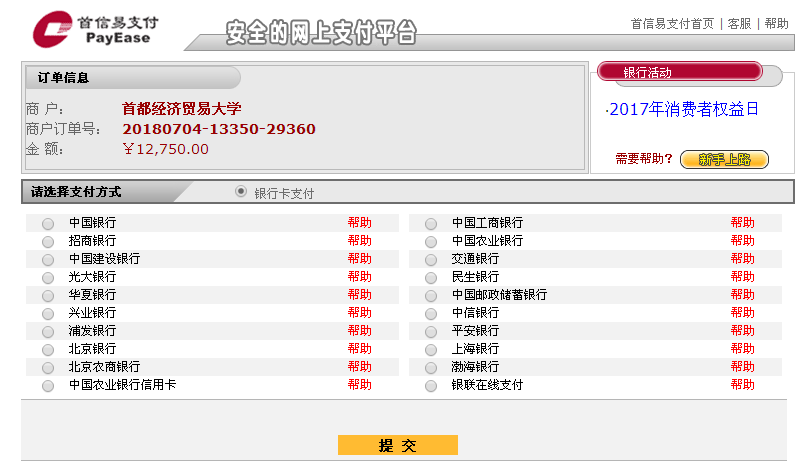 首信易支付
PayEase
安全的网上支付平台
首信易支付首页 | 客服 | 帮助
订单信息
商 户： 首都经济贸易大学
商户订单号： 20180704-13350-29360
金 额： ￥12,750.00
银行活动
·2017年消费者权益日
需要帮助? 新手上路
请选择支付方式 银行卡支付
中国银行 帮助 中国工商银行 帮助
招商银行 帮助 中国农业银行 帮助
中国建设银行 帮助 交通银行 帮助
光大银行 帮助 民生银行 帮助
华夏银行 帮助 中国邮政储蓄银行 帮助
兴业银行 帮助 中信银行 帮助
浦发银行 帮助 平安银行 帮助
北京银行 帮助 上海银行 帮助
北京农商银行 帮助 渤海银行 帮助
中国农业银行信用卡 帮助 银联在线支付 帮助
提 交